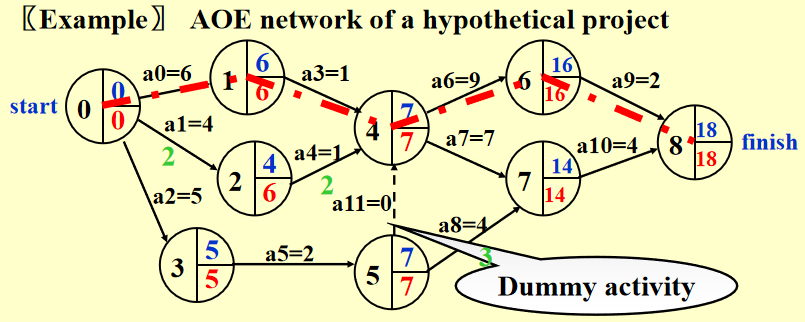 〖Example〗 AOE network of a hypothetical project
start
0
0
0
a0=6
1
6
6
a3=1
a1=4
2
2
4
6
a4=1
2
a2=5
3
5
5
a5=2
4
7
7
a11=0
5
7
7
a6=9
a7=7
a8=4
3
6
16
16
a9=2
7
14
14
a10=4
8
18
18
finish
Dummy activity